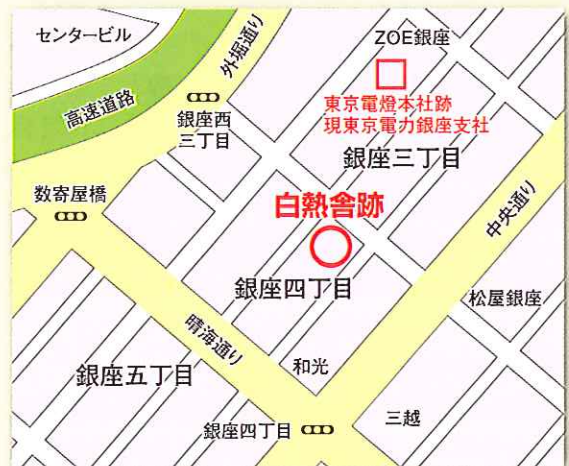 センタービル
外堀通り
ZOE銀座
高速道路
銀座西
三丁目
東京電燈本社跡
現東京電力銀座支社
銀座三丁目
数寄屋橋
白熱舎跡
中央通り
銀座四丁目
松屋銀座
晴海通り
銀座五丁目
和光
銀座四丁目
三越